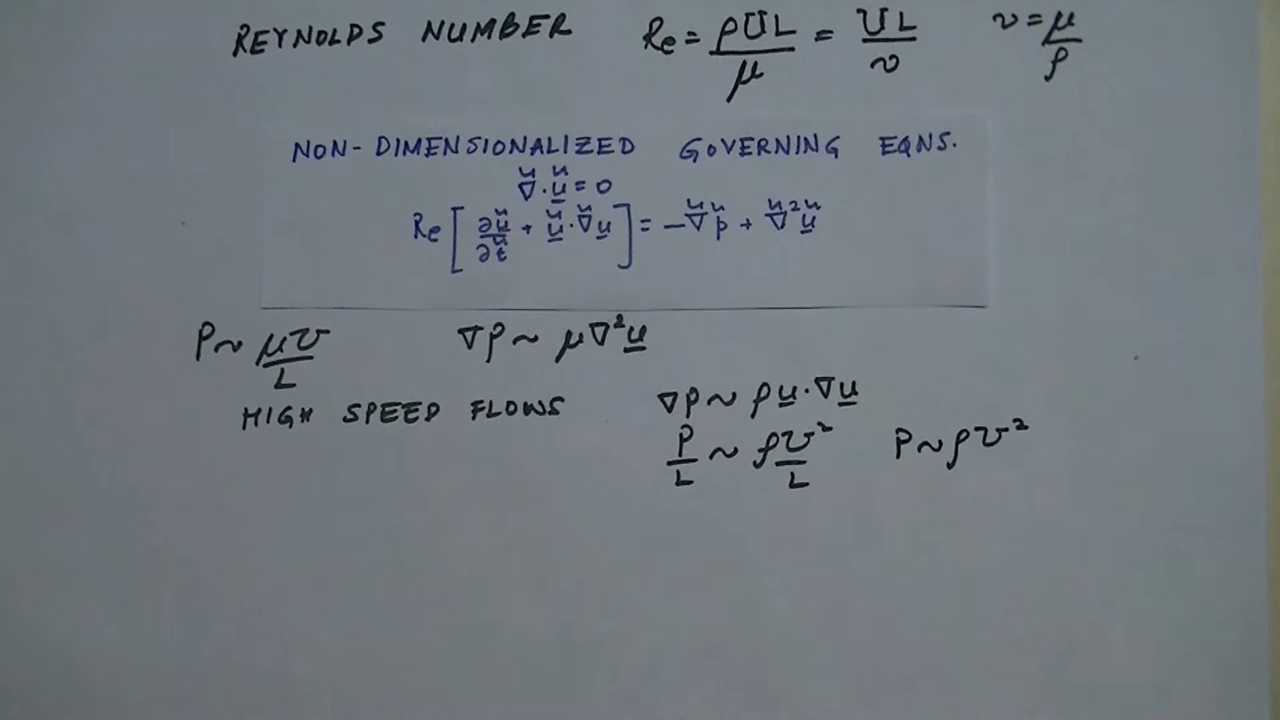 REYNOLDS NUMBER Re = ρUL/μ = UL/ν ν = μ/ρ
NON-DIMENSIONALIZED GOVERNING EQNS.
∇̃·ũ = 0
Re[∂ũ/∂t̃ + ũ·∇̃ũ] = -∇̃p̃ + ∇̃²ũ
P ~ μU/L ∇p ~ μ∇²u
HIGH SPEED FLOWS ∇p ~ ρu·∇u
P/L ~ ρU²/L P ~ ρU²